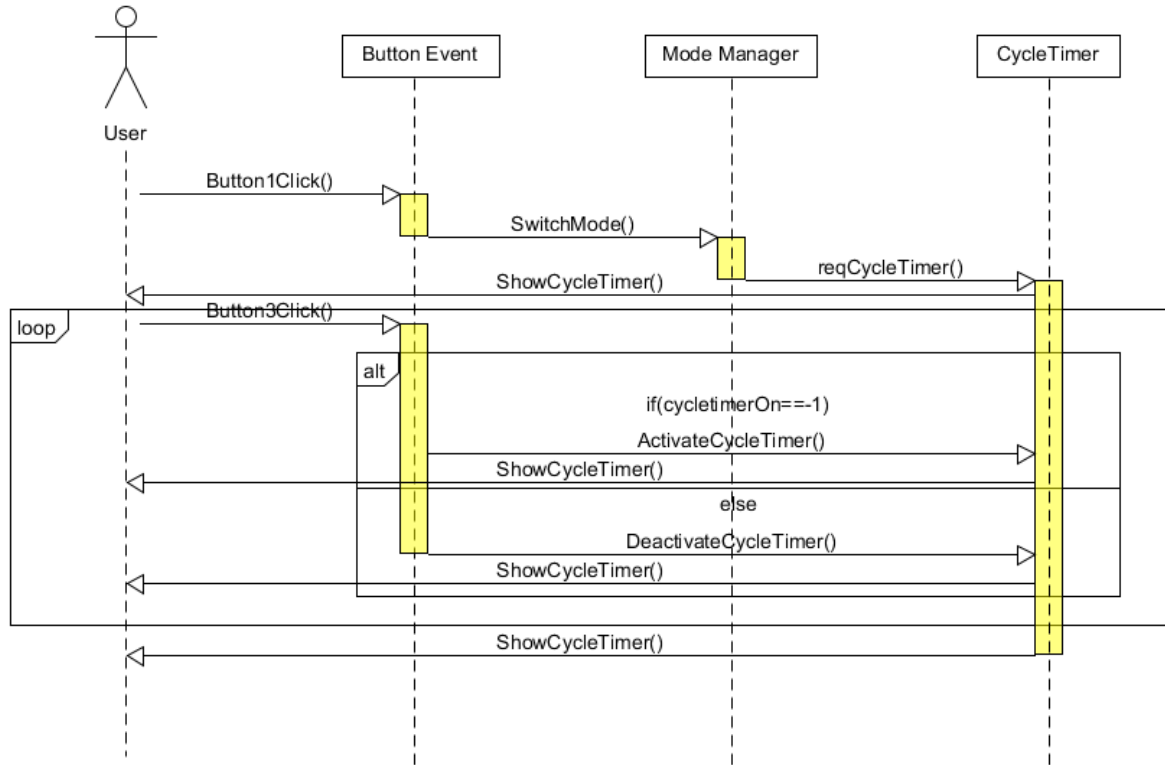 Button Event
Mode Manager
CycleTimer
User
Button1Click()
SwitchMode()
reqCycleTimer()
ShowCycleTimer()
Button3Click()
loop
alt
if(cycletimerOn==-1)
ActivateCycleTimer()
ShowCycleTimer()
else
DeactivateCycleTimer()
ShowCycleTimer()
ShowCycleTimer()